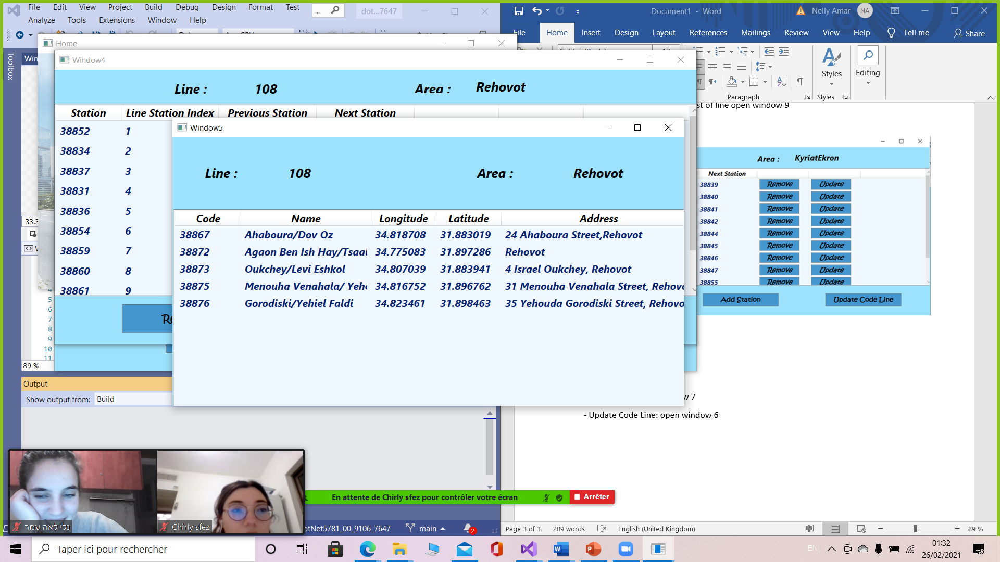 File Edit View Project Build Debug Design Format Test
... dot...7647
Analyze Tools Extensions Window Help
Toolbox
Home
Window4
Line : 108 Area : Rehovot
Station Line Station Index Previous Station Next Station
38852 1
38834 2
38837 3
38831 4
38836 5
38854 6
38859 7
38860 8
38861 9
Window5
Line : 108 Area : Rehovot
Code Name Longitude Latitude Address
38867 Ahaboura/Dov Oz 34.818708 31.883019 24 Ahaboura Street,Rehovot
38872 Agaon Ben Ish Hay/Tsaal 34.775083 31.897286 Rehovot
38873 Oukchey/Levi Eshkol 34.807039 31.883941 4 Israel Oukchey, Rehovot
38875 Menouha Venahala/ Yeh 34.816752 31.896762 31 Menouha Venahala Street, Rehov
38876 Gorodiski/Yehiel Faldi 34.823461 31.898463 35 Yehouda Gorodiski Street, Rehovo
33.3
4
5
6
7
8
9
10
11
89 %
Output
Show output from: Build
Document1 - Word Nelly Amar NA
File Home Insert Design Layout References Mailings Review View Help Tell me Share
Styles Editing
Paragraph Styles
st of line open window 9
Area : KyriatEkron
Next Station
38839 Remove Update
38840 Remove Update
38841 Remove Update
38842 Remove Update
38844 Remove Update
38845 Remove Update
38846 Remove Update
38847 Remove Update
38855 Remove Update
Add Station Update Code Line
w 7
- Update Code Line: open window 6
En attente de Chirly sfez pour contrôler votre écran Arrêter
נלי לאה עמר
Chirly sfez
otNet5781_00_9106_7647 main 2
Page 3 of 3 209 words English (United Kingdom) 89 %
Taper ici pour rechercher
EN
01:32
26/02/2021